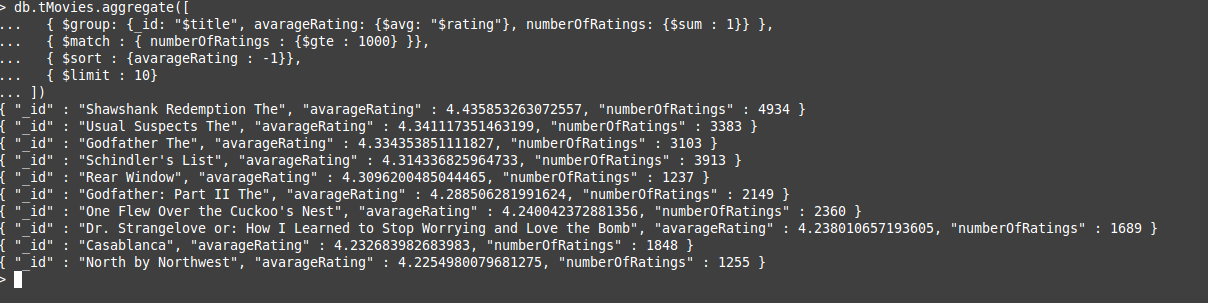 > db.tMovies.aggregate([
...   { $group: {_id: "$title", avarageRating: {$avg: "$rating"}, numberOfRatings: {$sum : 1}} },
...   { $match : { numberOfRatings : {$gte : 1000} }},
...   { $sort : {avarageRating : -1}},
...   { $limit : 10}
... ])
{ "_id" : "Shawshank Redemption The", "avarageRating" : 4.435853263072557, "numberOfRatings" : 4934 }
{ "_id" : "Usual Suspects The", "avarageRating" : 4.341117351463199, "numberOfRatings" : 3383 }
{ "_id" : "Godfather The", "avarageRating" : 4.334353851111827, "numberOfRatings" : 3103 }
{ "_id" : "Schindler's List", "avarageRating" : 4.314336825964733, "numberOfRatings" : 3913 }
{ "_id" : "Rear Window", "avarageRating" : 4.3096200485044465, "numberOfRatings" : 1237 }
{ "_id" : "Godfather: Part II The", "avarageRating" : 4.288506281991624, "numberOfRatings" : 2149 }
{ "_id" : "One Flew Over the Cuckoo's Nest", "avarageRating" : 4.240042372881356, "numberOfRatings" : 2360 }
{ "_id" : "Dr. Strangelove or: How I Learned to Stop Worrying and Love the Bomb", "avarageRating" : 4.238010657193605, "numberOfRatings" : 1689 }
{ "_id" : "Casablanca", "avarageRating" : 4.232683982683983, "numberOfRatings" : 1848 }
{ "_id" : "North by Northwest", "avarageRating" : 4.2254980079681275, "numberOfRatings" : 1255 }
>